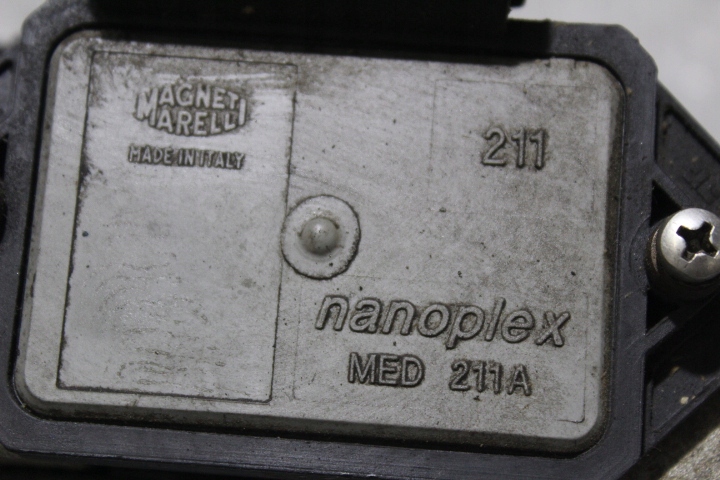 MAGNETI
MARELLI
MADE IN ITALY
211
nanoplex
MED 211A